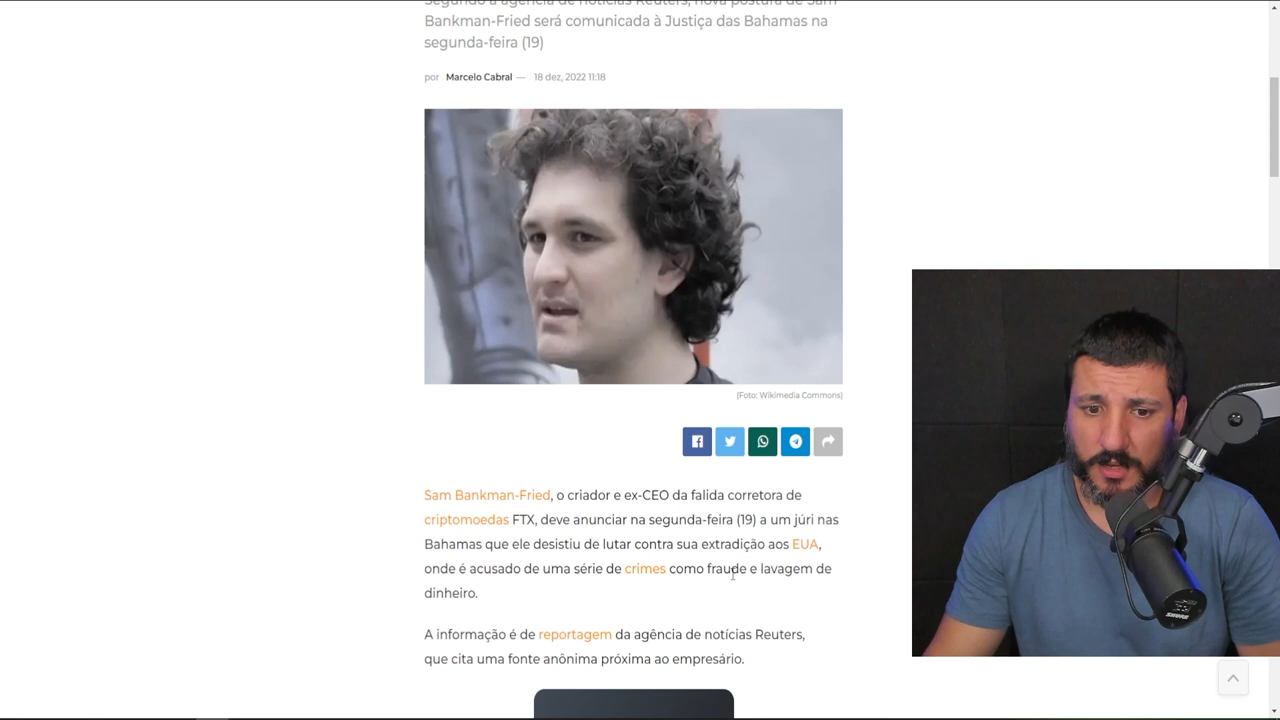 Segundo a agência de notícias Reuters, nova postura de Sam
Bankman-Fried será comunicada à Justiça das Bahamas na
segunda-feira (19)
por Marcelo Cabral — 18 dez, 2022 11:18
(Foto: Wikimedia Commons)
Sam Bankman-Fried, o criador e ex-CEO da falida corretora de
criptomoedas FTX, deve anunciar na segunda-feira (19) a um júri nas
Bahamas que ele desistiu de lutar contra sua extradição aos EUA,
onde é acusado de uma série de crimes como fraude e lavagem de
dinheiro.
A informação é de reportagem da agência de notícias Reuters,
que cita uma fonte anônima próxima ao empresário.
SHURE